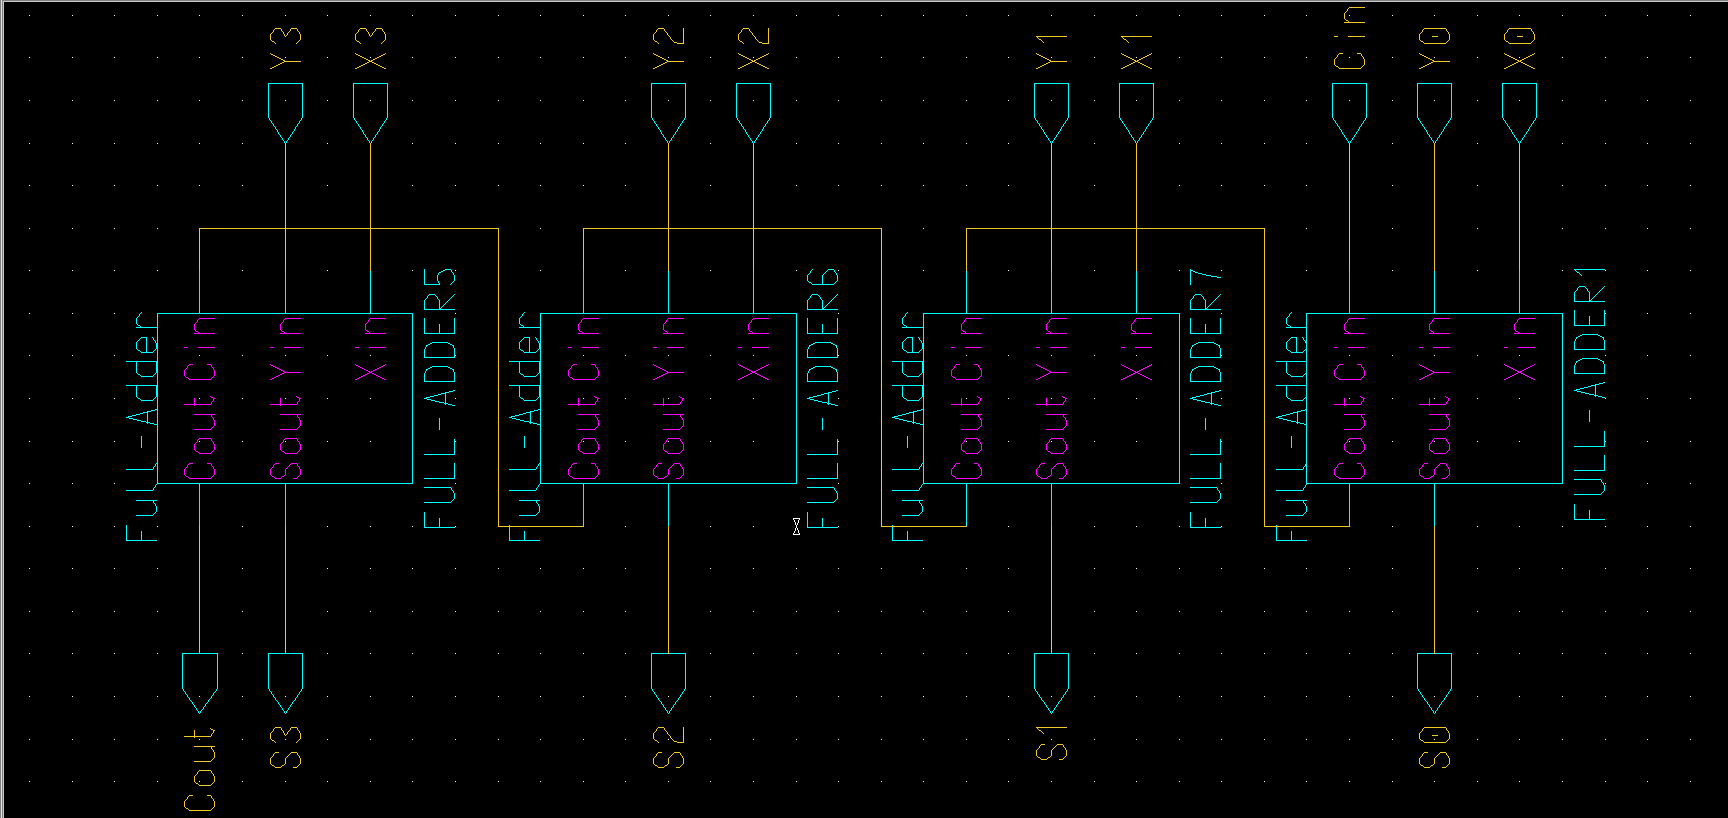 Y3
X3
Y2
X2
Y1
X1
Cin
Y0
X0
Full-Adder
Cout Cin
Sout Yin
Xin
FULL-ADDER5
Full-Adder
Cout Cin
Sout Yin
Xin
FULL-ADDER6
Full-Adder
Cout Cin
Sout Yin
Xin
FULL-ADDER7
Full-Adder
Cout Cin
Sout Yin
Xin
FULL-ADDER1
Cout
S3
S2
S1
S0